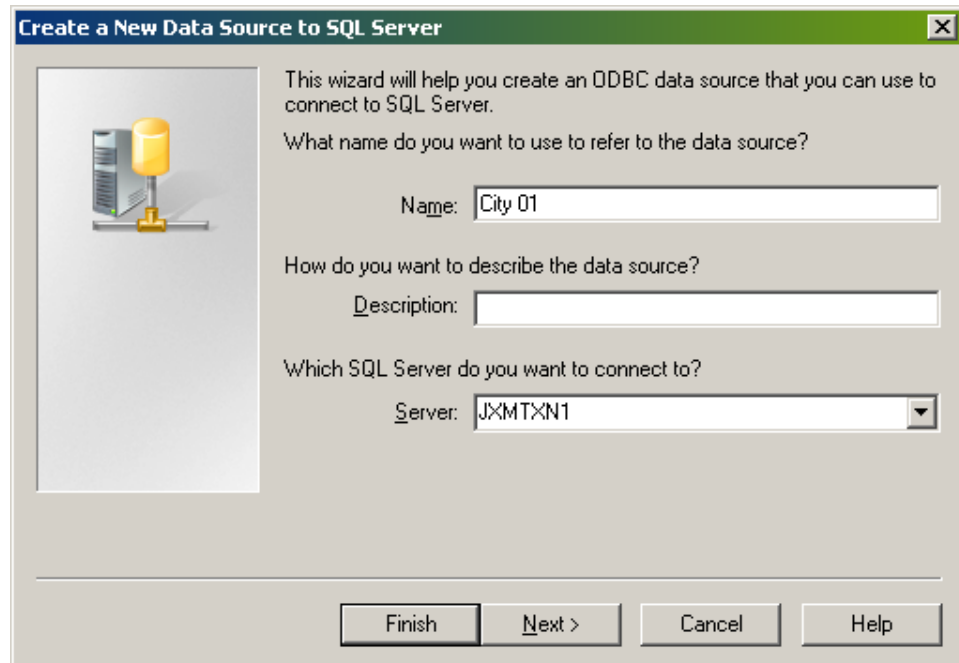 Create a New Data Source to SQL Server
This wizard will help you create an ODBC data source that you can use to
connect to SQL Server.
What name do you want to use to refer to the data source?
Name: City 01
How do you want to describe the data source?
Description:
Which SQL Server do you want to connect to?
Server: JXMTXN1
Finish Next > Cancel Help